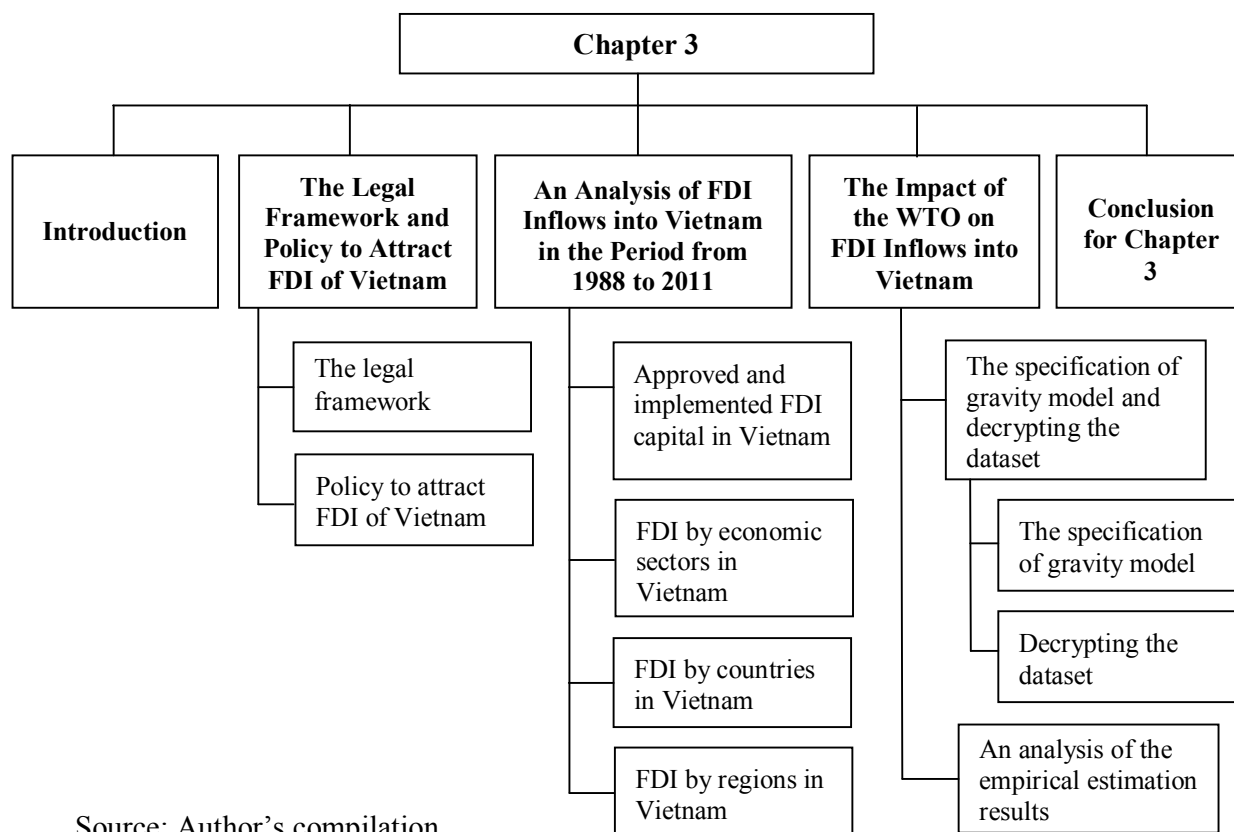 Chapter 3
Introduction
The Legal
Framework and
Policy to Attract
FDI of Vietnam
An Analysis of FDI
Inflows into Vietnam
in the Period from
1988 to 2011
The Impact of
the WTO on
FDI Inflows into
Vietnam
Conclusion
for Chapter
3
The legal
framework
Policy to attract
FDI of Vietnam
Approved and
implemented FDI
capital in Vietnam
FDI by economic
sectors in
Vietnam
FDI by countries
in Vietnam
FDI by regions in
Vietnam
The specification of
gravity model and
decrypting the
dataset
The specification
of gravity model
Decrypting the
dataset
An analysis of the
empirical estimation
results
Source: Author's compilation